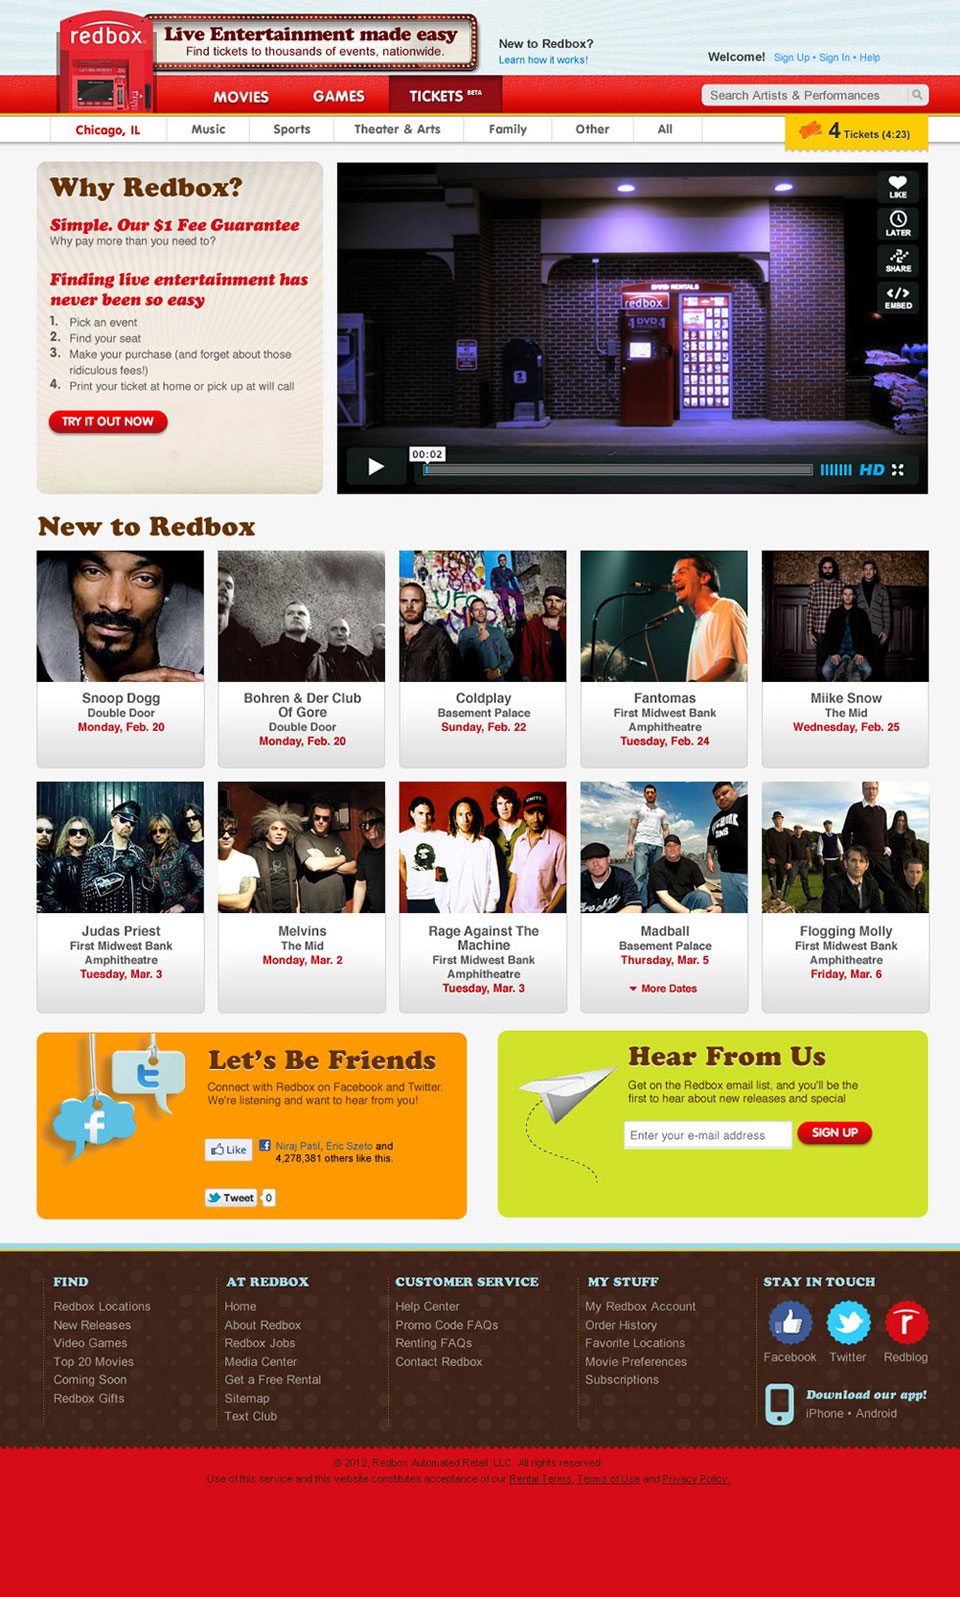 redbox.
Live Entertainment made easy
Find tickets to thousands of events, nationwide.
New to Redbox?
Learn how it works!
Welcome! Sign Up • Sign In • Help
MOVIES GAMES TICKETS BETA
Search Artists & Performances
Chicago, IL Music Sports Theater & Arts Family Other All
4 Tickets (4:23)
Why Redbox?
Simple. Our $1 Fee Guarantee
Why pay more than you need to?
Finding live entertainment has
never been so easy
1. Pick an event
2. Find your seat
3. Make your purchase (and forget about those
ridiculous fees!)
4. Print your ticket at home or pick up at will call
TRY IT OUT NOW
LIKE
LATER
SHARE
EMBED
DVD RENTALS
redbox
DVD
00:02
HD
New to Redbox
Snoop Dogg
Double Door
Monday, Feb. 20
Bohren & Der Club
Of Gore
Double Door
Monday, Feb. 20
Coldplay
Basement Palace
Sunday, Feb. 22
Fantomas
First Midwest Bank
Amphitheatre
Tuesday, Feb. 24
Miike Snow
The Mid
Wednesday, Feb. 25
Judas Priest
First Midwest Bank
Amphitheatre
Tuesday, Mar. 3
Melvins
The Mid
Monday, Mar. 2
Rage Against The
Machine
First Midwest Bank
Amphitheatre
Tuesday, Mar. 3
Madball
Basement Palace
Thursday, Mar. 5
More Dates
Flogging Molly
First Midwest Bank
Amphitheatre
Friday, Mar. 6
Let's Be Friends
Connect with Redbox on Facebook and Twitter.
We're listening and want to hear from you!
Like
Niraj Patil, Eric Szeto and
4,278,381 others like this.
Tweet 0
Hear From Us
Get on the Redbox email list, and you'll be the
first to hear about new releases and special
Enter your e-mail address
SIGN UP
FIND
Redbox Locations
New Releases
Video Games
Top 20 Movies
Coming Soon
Redbox Gifts
AT REDBOX
Home
About Redbox
Redbox Jobs
Media Center
Get a Free Rental
Sitemap
Text Club
CUSTOMER SERVICE
Help Center
Promo Code FAQs
Renting FAQs
Contact Redbox
MY STUFF
My Redbox Account
Order History
Favorite Locations
Movie Preferences
Subscriptions
STAY IN TOUCH
Facebook Twitter Redblog
Download our app!
iPhone • Android
© 2012, Redbox Automated Retail, LLC. All rights reserved.
Use of this service and this website constitutes acceptance of our Rental Terms, Terms of Use and Privacy Policy.